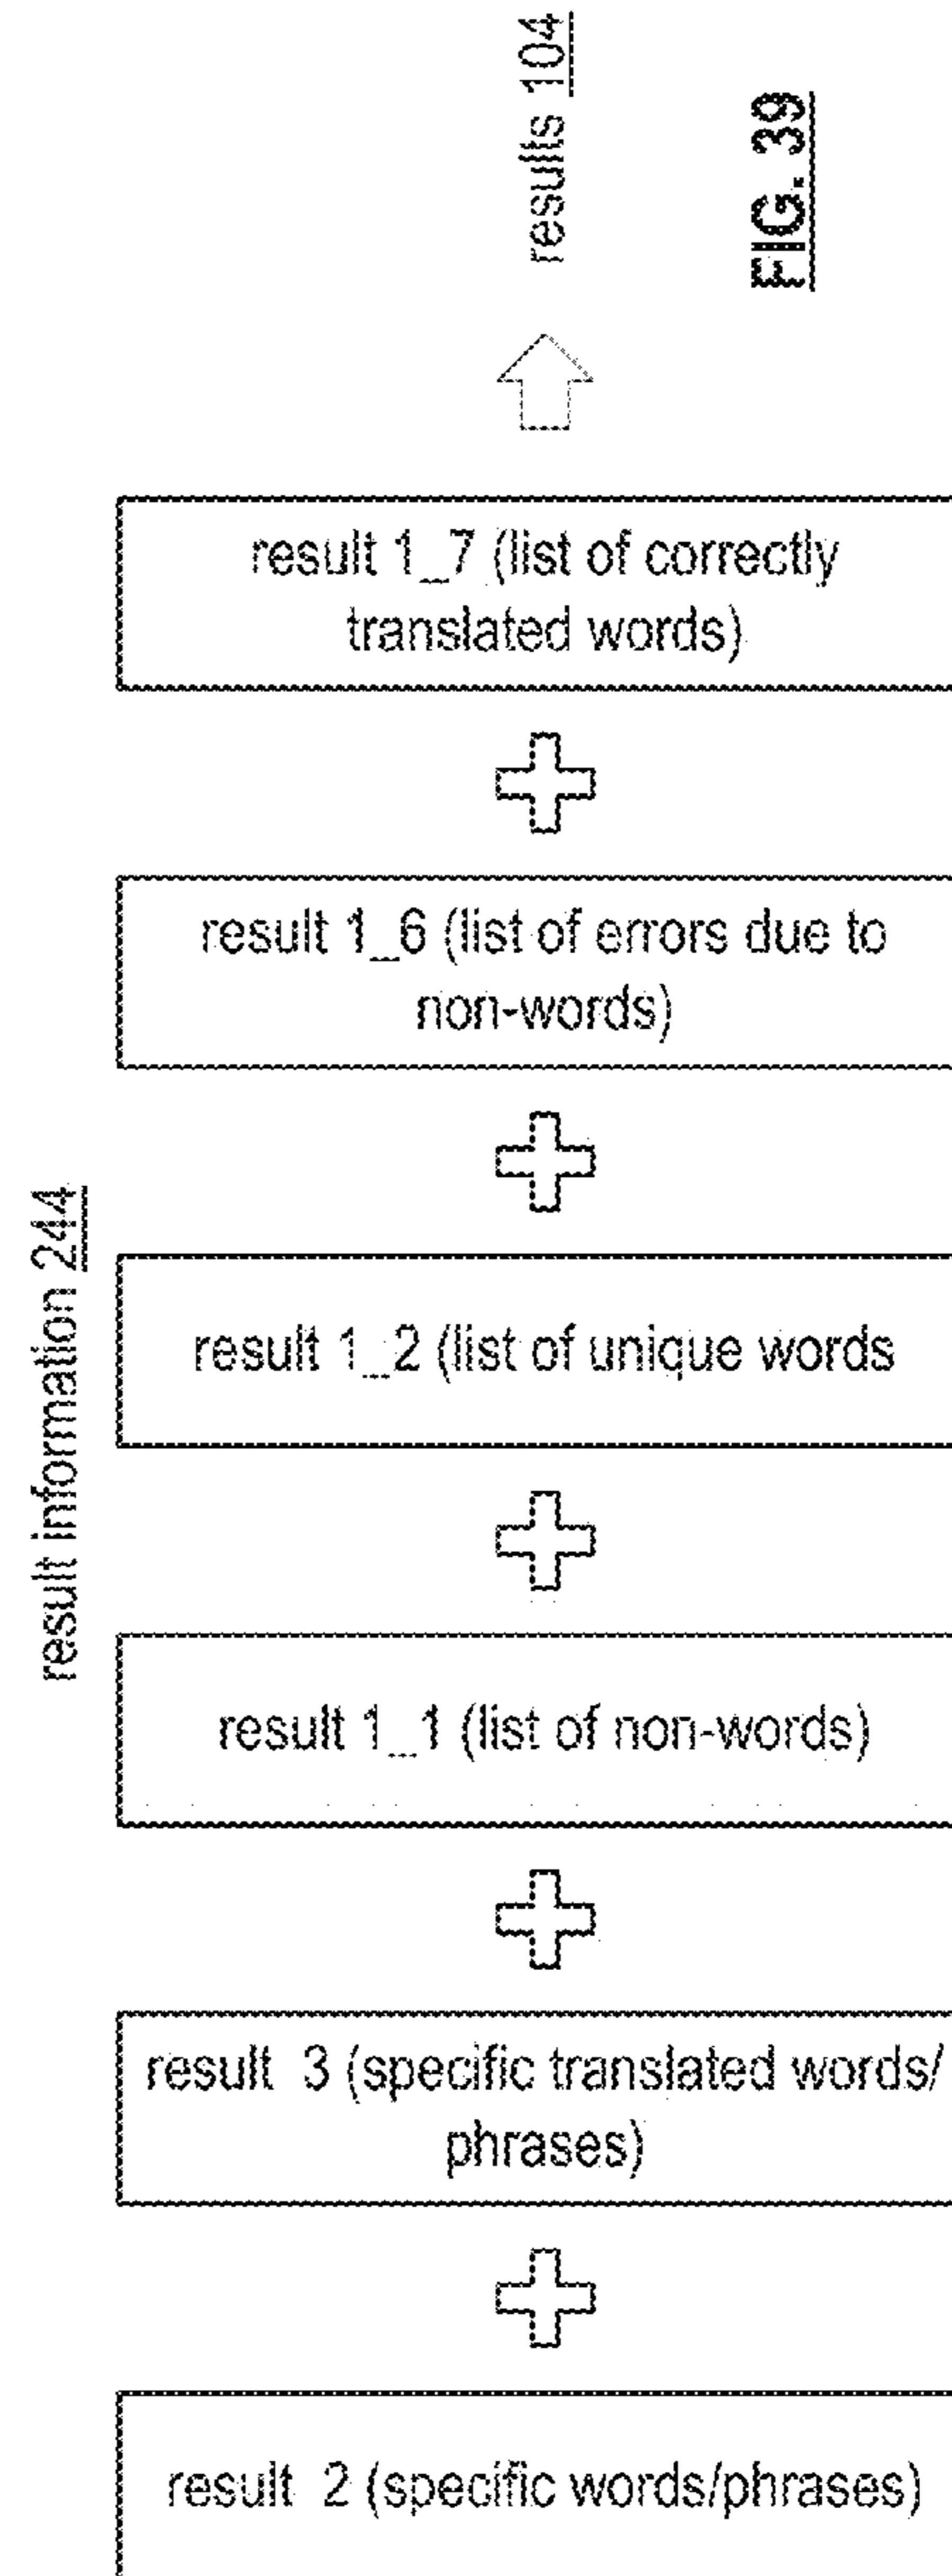 results 104
FIG. 39
result 1_7 (list of correctly
translated words)
result 1_6 (list of errors due to
non-words)
result information 244
result 1_2 (list of unique words
result 1_1 (list of non-words)
result 3 (specific translated words/
phrases)
result 2 (specific words/phrases)